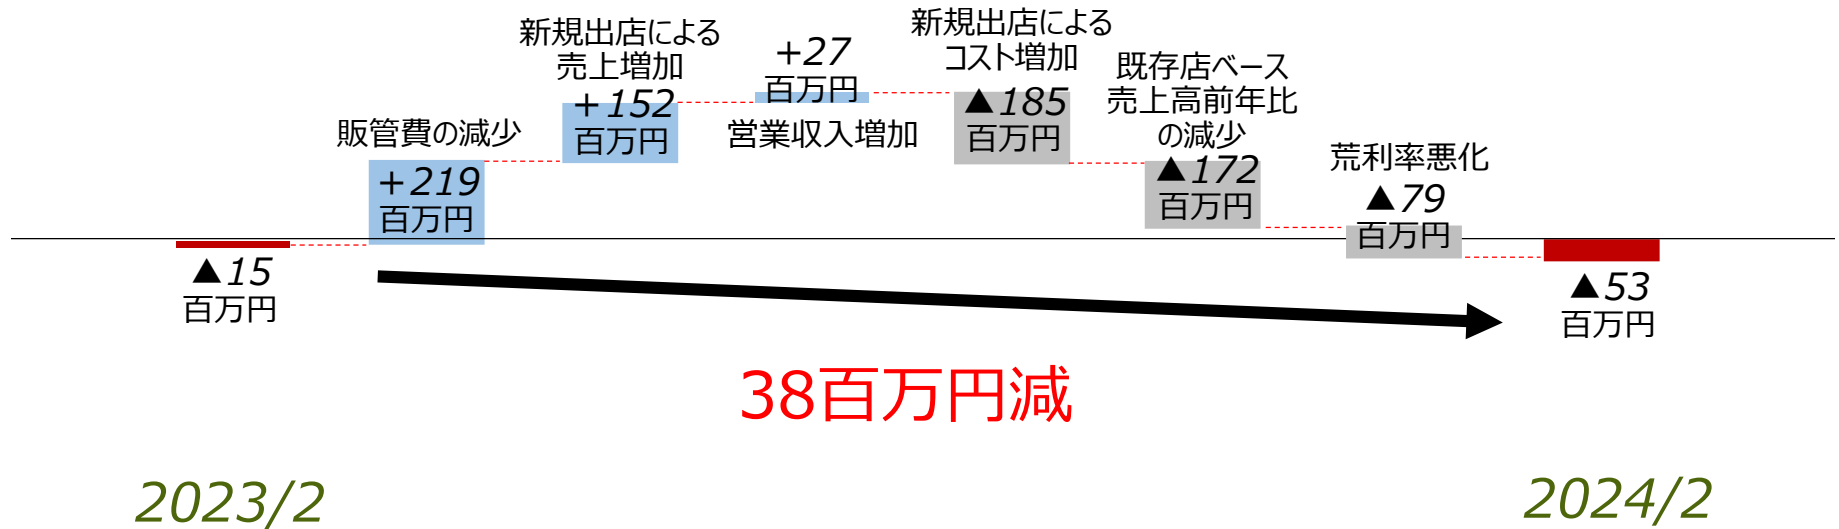 ▲15
百万円
販管費の減少
+219
百万円
新規出店による
売上増加
+152
百万円
+27
百万円
営業収入増加
新規出店による
コスト増加
▲185
百万円
既存店ベース
売上高前年比
の減少
▲172
百万円
荒利率悪化
▲79
百万円
▲53
百万円
38百万円減
2023/2
2024/2